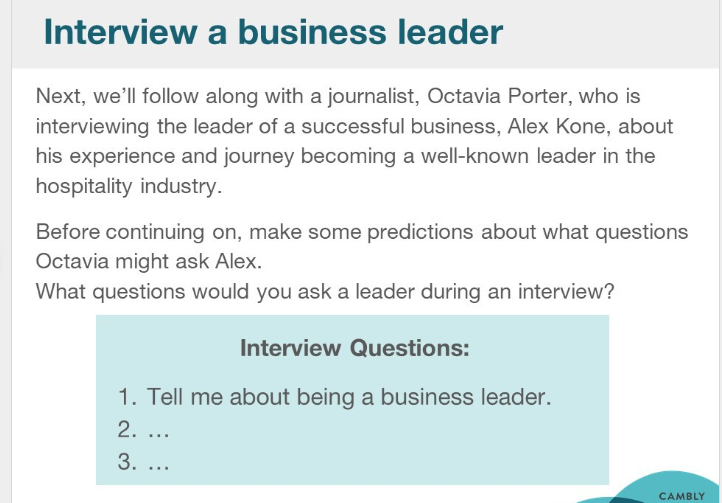 Interview a business leader
Next, we'll follow along with a journalist, Octavia Porter, who is
interviewing the leader of a successful business, Alex Kone, about
his experience and journey becoming a well-known leader in the
hospitality industry.
Before continuing on, make some predictions about what questions
Octavia might ask Alex.
What questions would you ask a leader during an interview?
Interview Questions:
1. Tell me about being a business leader.
2. ...
3. ...
CAMBLY